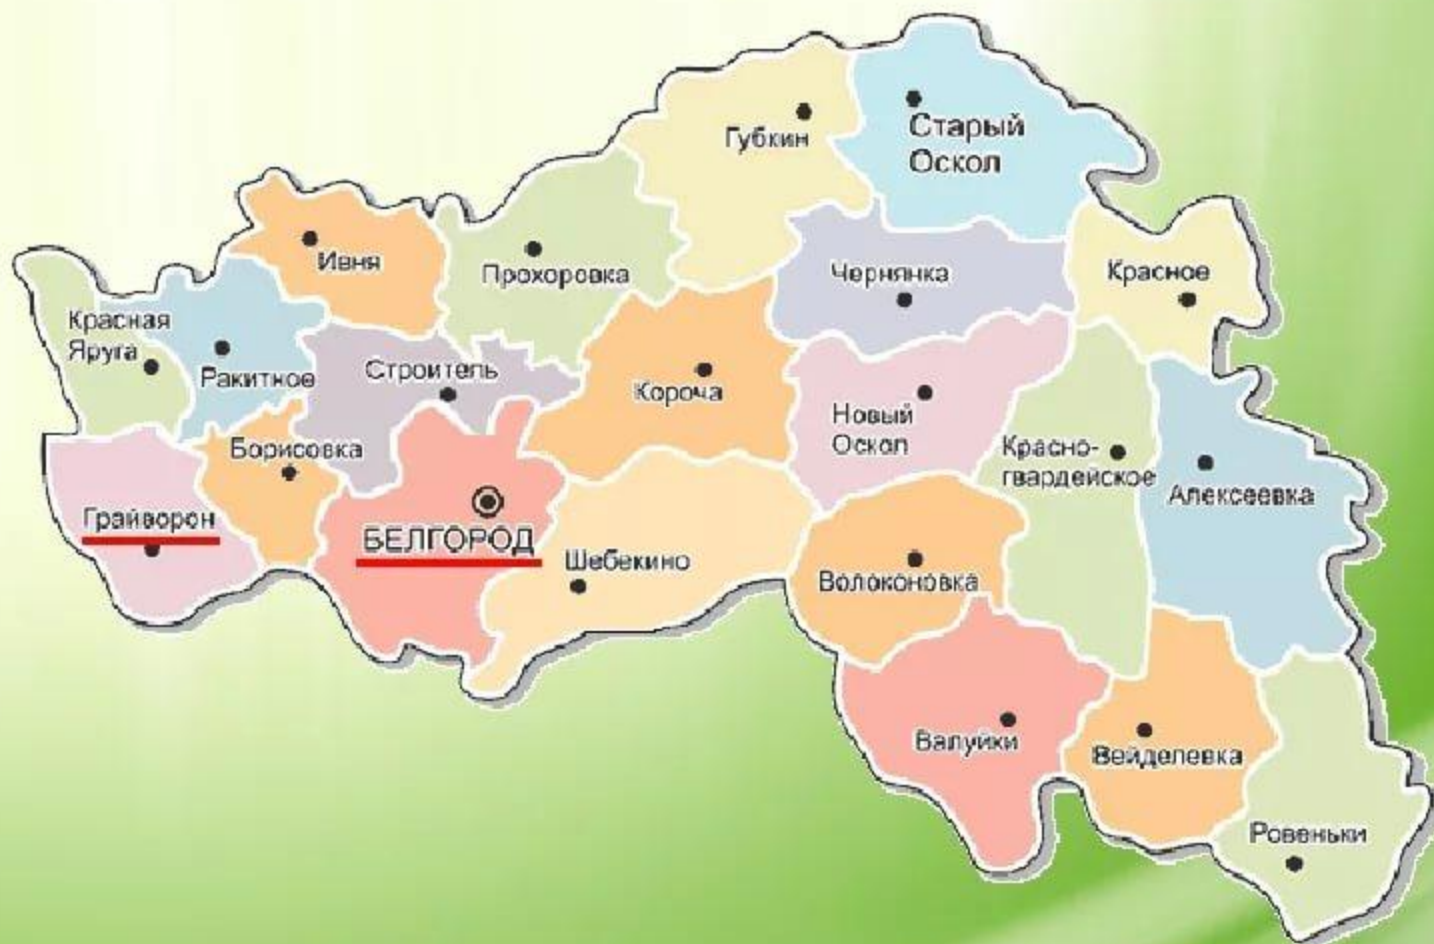 Губкин
Старый
Оскол
Ивня
Прохоровка
Чернянка
Красное
Красная
Яруга
Ракитное
Строитель
Короча
Новый
Оскол
Красно-
гвардейское
Алексеевка
Борисовка
Грайворон
БЕЛГОРОД
Шебекино
Волоконовка
Валуйки
Вейделевка
Ровеньки